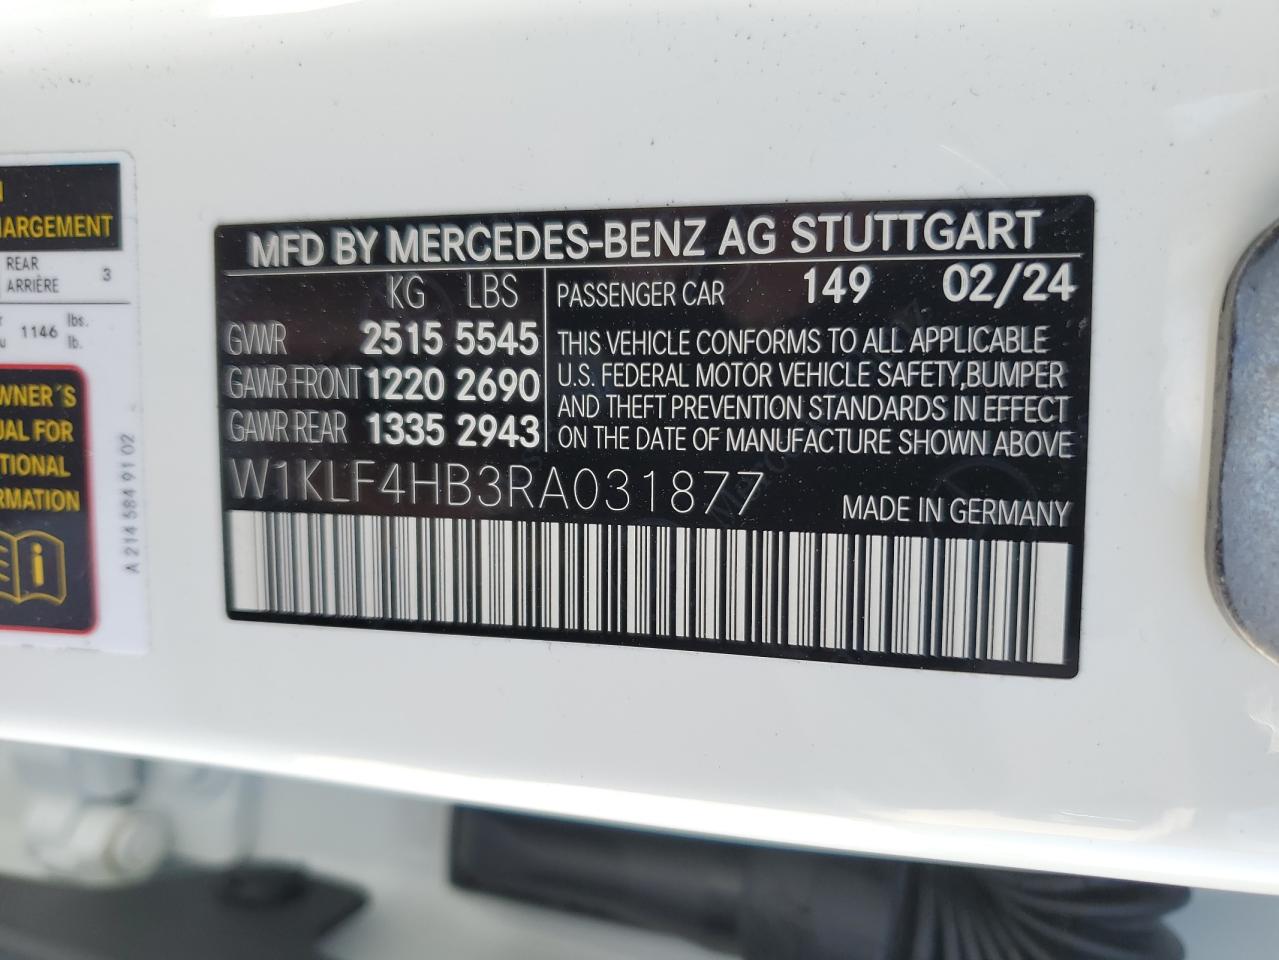 HARGEMENT
REAR
ARRIÈRE 3
1146 lbs.
lb.
WNER´S
UAL FOR
TIONAL
ORMATION
A 214 584 91 02
MFD BY MERCEDES-BENZ AG STUTTGART
KG LBS
GVWR 2515 5545
GAWR FRONT 1220 2690
GAWR REAR 1335 2943
PASSENGER CAR 149 02/24
THIS VEHICLE CONFORMS TO ALL APPLICABLE
U.S. FEDERAL MOTOR VEHICLE SAFETY,BUMPER
AND THEFT PREVENTION STANDARDS IN EFFECT
ON THE DATE OF MANUFACTURE SHOWN ABOVE
W1KLF4HB3RA031877
MADE IN GERMANY